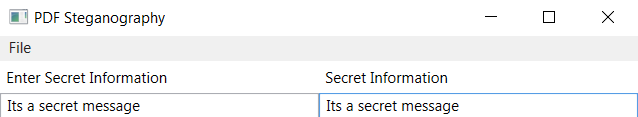 PDF Steganography
File
Enter Secret Information Secret Information
Its a secret message Its a secret message